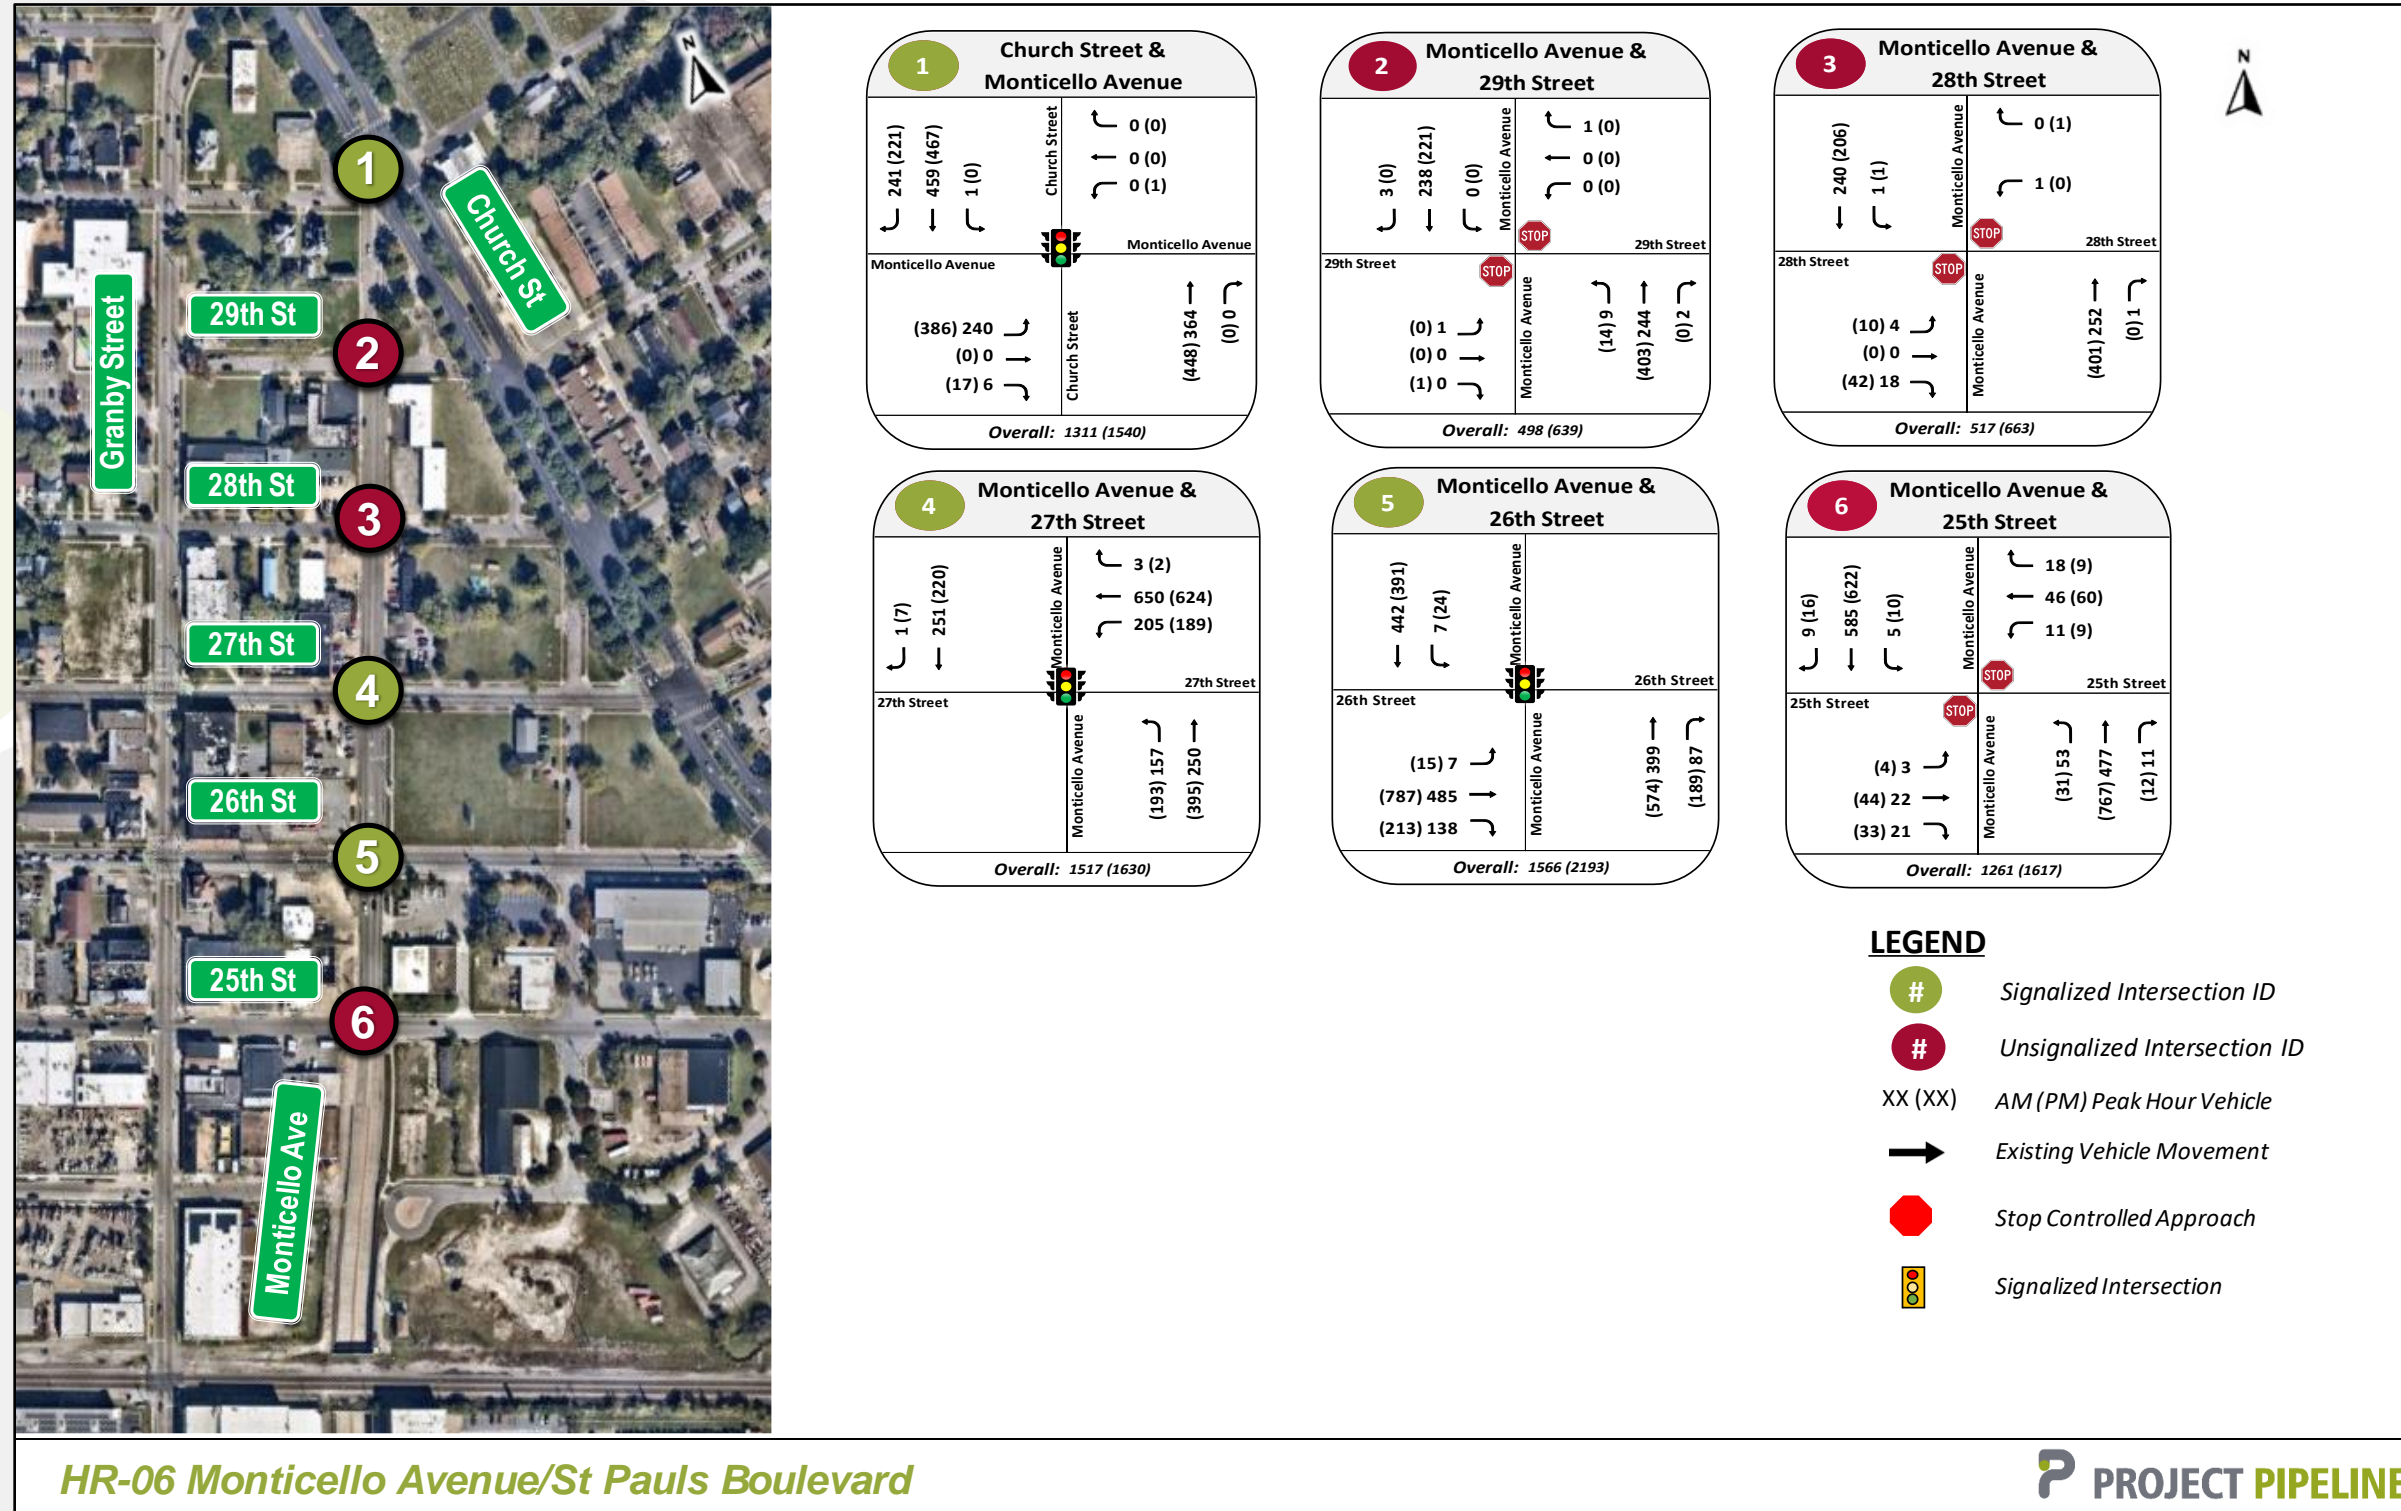 N
1
Church St
Granby Street
29th St
2
28th St
3
27th St
4
26th St
5
25th St
6
Monticello Ave
1
Church Street &
Monticello Avenue
241 (221)
459 (467)
1 (0)
Church Street
0 (0)
0 (0)
0 (1)
Monticello Avenue
Monticello Avenue
(386) 240
(0) 0
(17) 6
Church Street
(448) 364
(0) 0
Overall: 1311 (1540)
2
Monticello Avenue &
29th Street
3 (0)
238 (221)
0 (0)
Monticello Avenue
1 (0)
0 (0)
0 (0)
STOP
29th Street
29th Street
STOP
(0) 1
(0) 0
(1) 0
Monticello Avenue
(14) 9
(403) 244
(0) 2
Overall: 498 (639)
3
Monticello Avenue &
28th Street
240 (206)
1 (1)
Monticello Avenue
0 (1)
1 (0)
STOP
28th Street
28th Street
STOP
(10) 4
(0) 0
(42) 18
Monticello Avenue
(401) 252
(0) 1
Overall: 517 (663)
N
4
Monticello Avenue &
27th Street
1 (7)
251 (220)
Monticello Avenue
3 (2)
650 (624)
205 (189)
27th Street
27th Street
Monticello Avenue
(193) 157
(395) 250
Overall: 1517 (1630)
5
Monticello Avenue &
26th Street
442 (391)
7 (24)
Monticello Avenue
26th Street
26th Street
(15) 7
(787) 485
(213) 138
Monticello Avenue
(574) 399
(189) 87
Overall: 1566 (2193)
6
Monticello Avenue &
25th Street
9 (16)
585 (622)
5 (10)
Monticello Avenue
18 (9)
46 (60)
11 (9)
STOP
25th Street
25th Street
STOP
(4) 3
(44) 22
(33) 21
Monticello Avenue
(31) 53
(767) 477
(12) 11
Overall: 1261 (1617)
LEGEND
# Signalized Intersection ID
# Unsignalized Intersection ID
XX (XX) AM (PM) Peak Hour Vehicle
Existing Vehicle Movement
Stop Controlled Approach
Signalized Intersection
HR-06 Monticello Avenue/St Pauls Boulevard
PROJECT PIPELINE